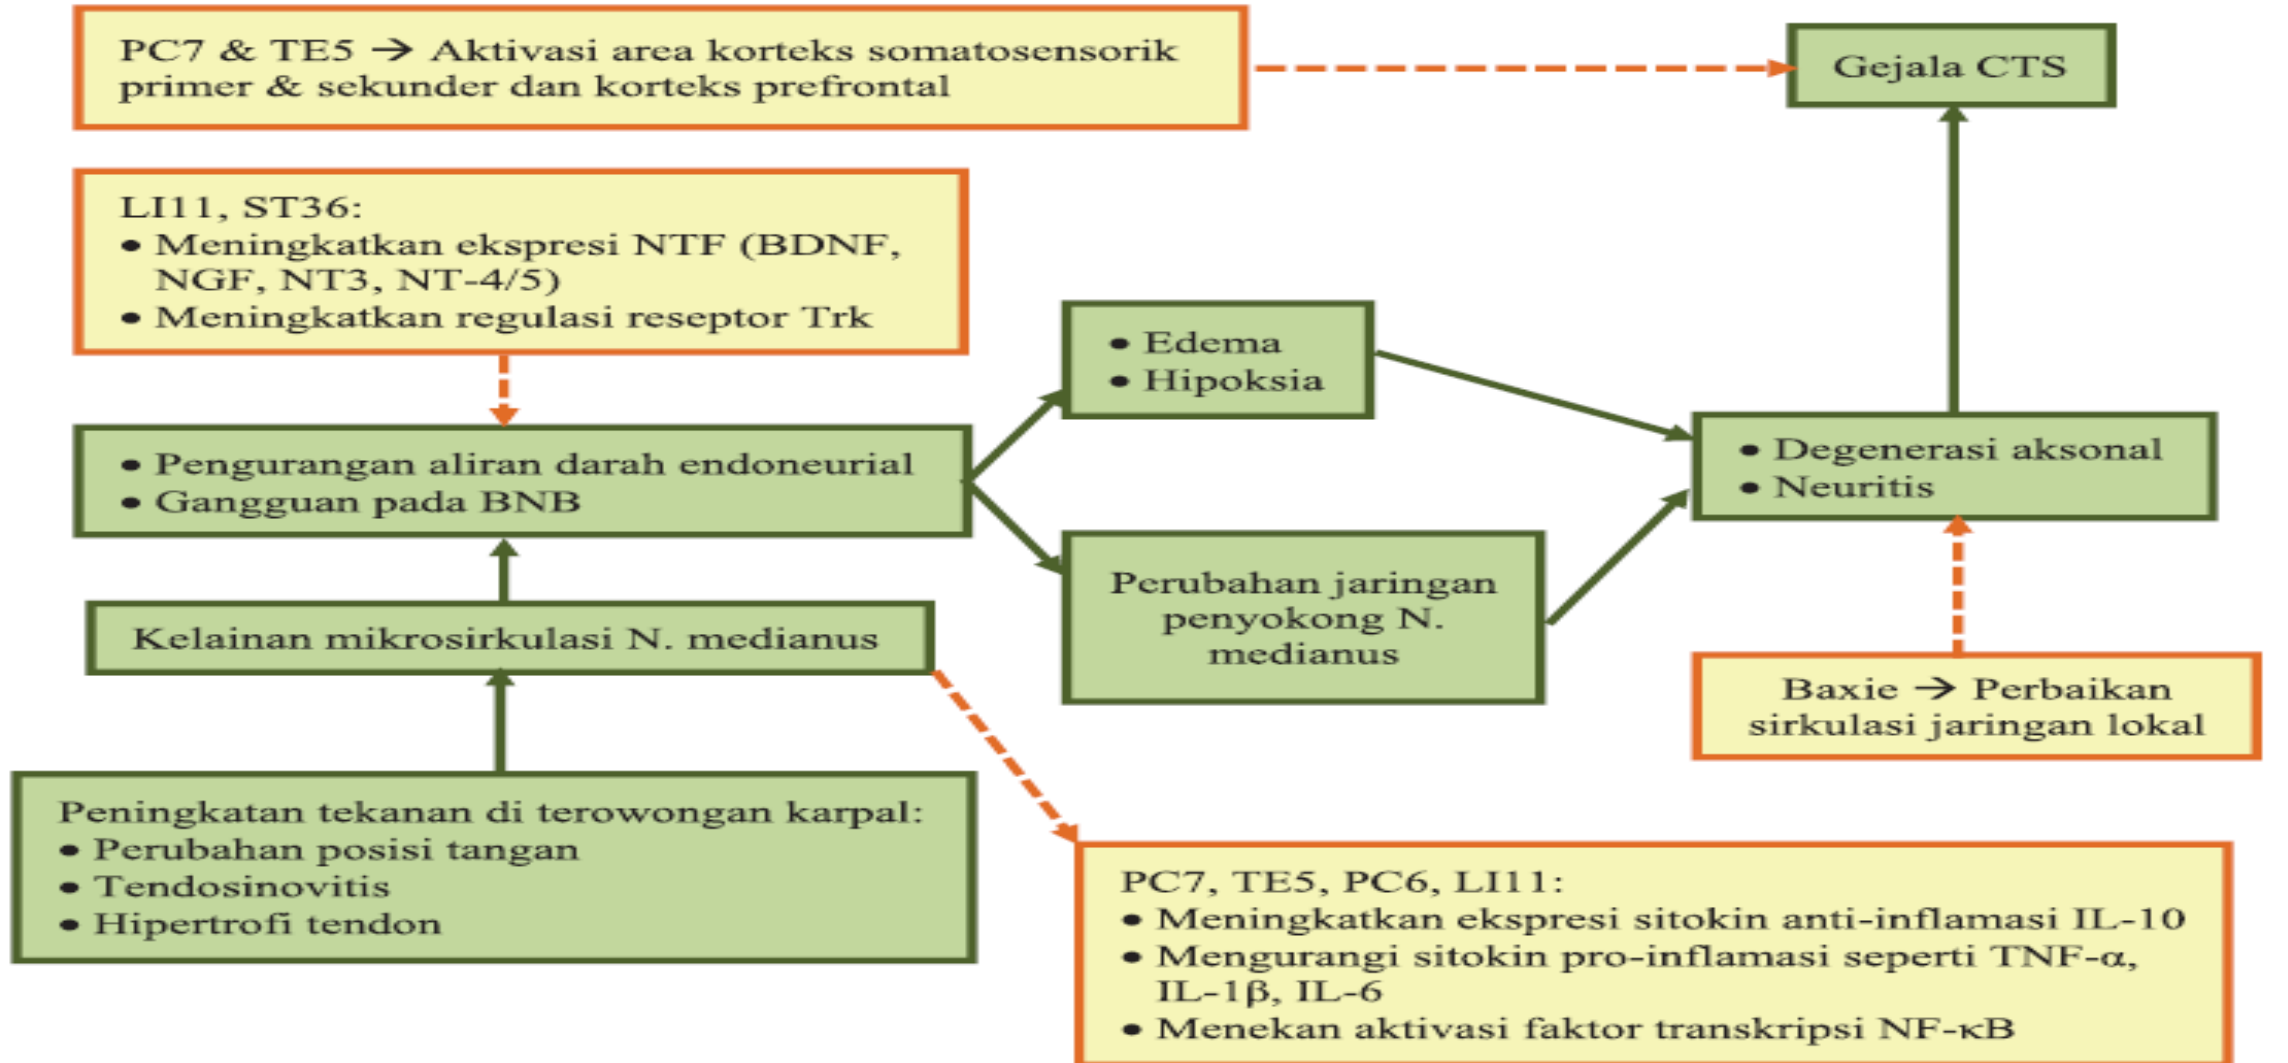 PC7 & TE5 → Aktivasi area korteks somatosensorik
primer & sekunder dan korteks prefrontal
Gejala CTS
LI11, ST36:
• Meningkatkan ekspresi NTF (BDNF,
NGF, NT3, NT-4/5)
• Meningkatkan regulasi reseptor Trk
• Edema
• Hipoksia
• Pengurangan aliran darah endoneurial
• Gangguan pada BNB
• Degenerasi aksonal
• Neuritis
Perubahan jaringan
penyokong N.
medianus
Kelainan mikrosirkulasi N. medianus
Baxie → Perbaikan
sirkulasi jaringan lokal
Peningkatan tekanan di terowongan karpal:
• Perubahan posisi tangan
• Tendosinovitis
• Hipertrofi tendon
PC7, TE5, PC6, LI11:
• Meningkatkan ekspresi sitokin anti-inflamasi IL-10
• Mengurangi sitokin pro-inflamasi seperti TNF-α,
IL-1β, IL-6
• Menekan aktivasi faktor transkripsi NF-κB